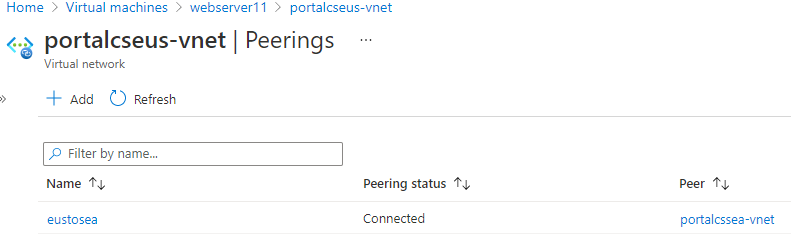 Home > Virtual machines > webserver11 > portalcseus-vnet
portalcseus-vnet | Peerings ...
Virtual network
» + Add Refresh
Filter by name...
Name ↑↓ Peering status ↑↓ Peer ↑↓
eustosea Connected portalcssea-vnet